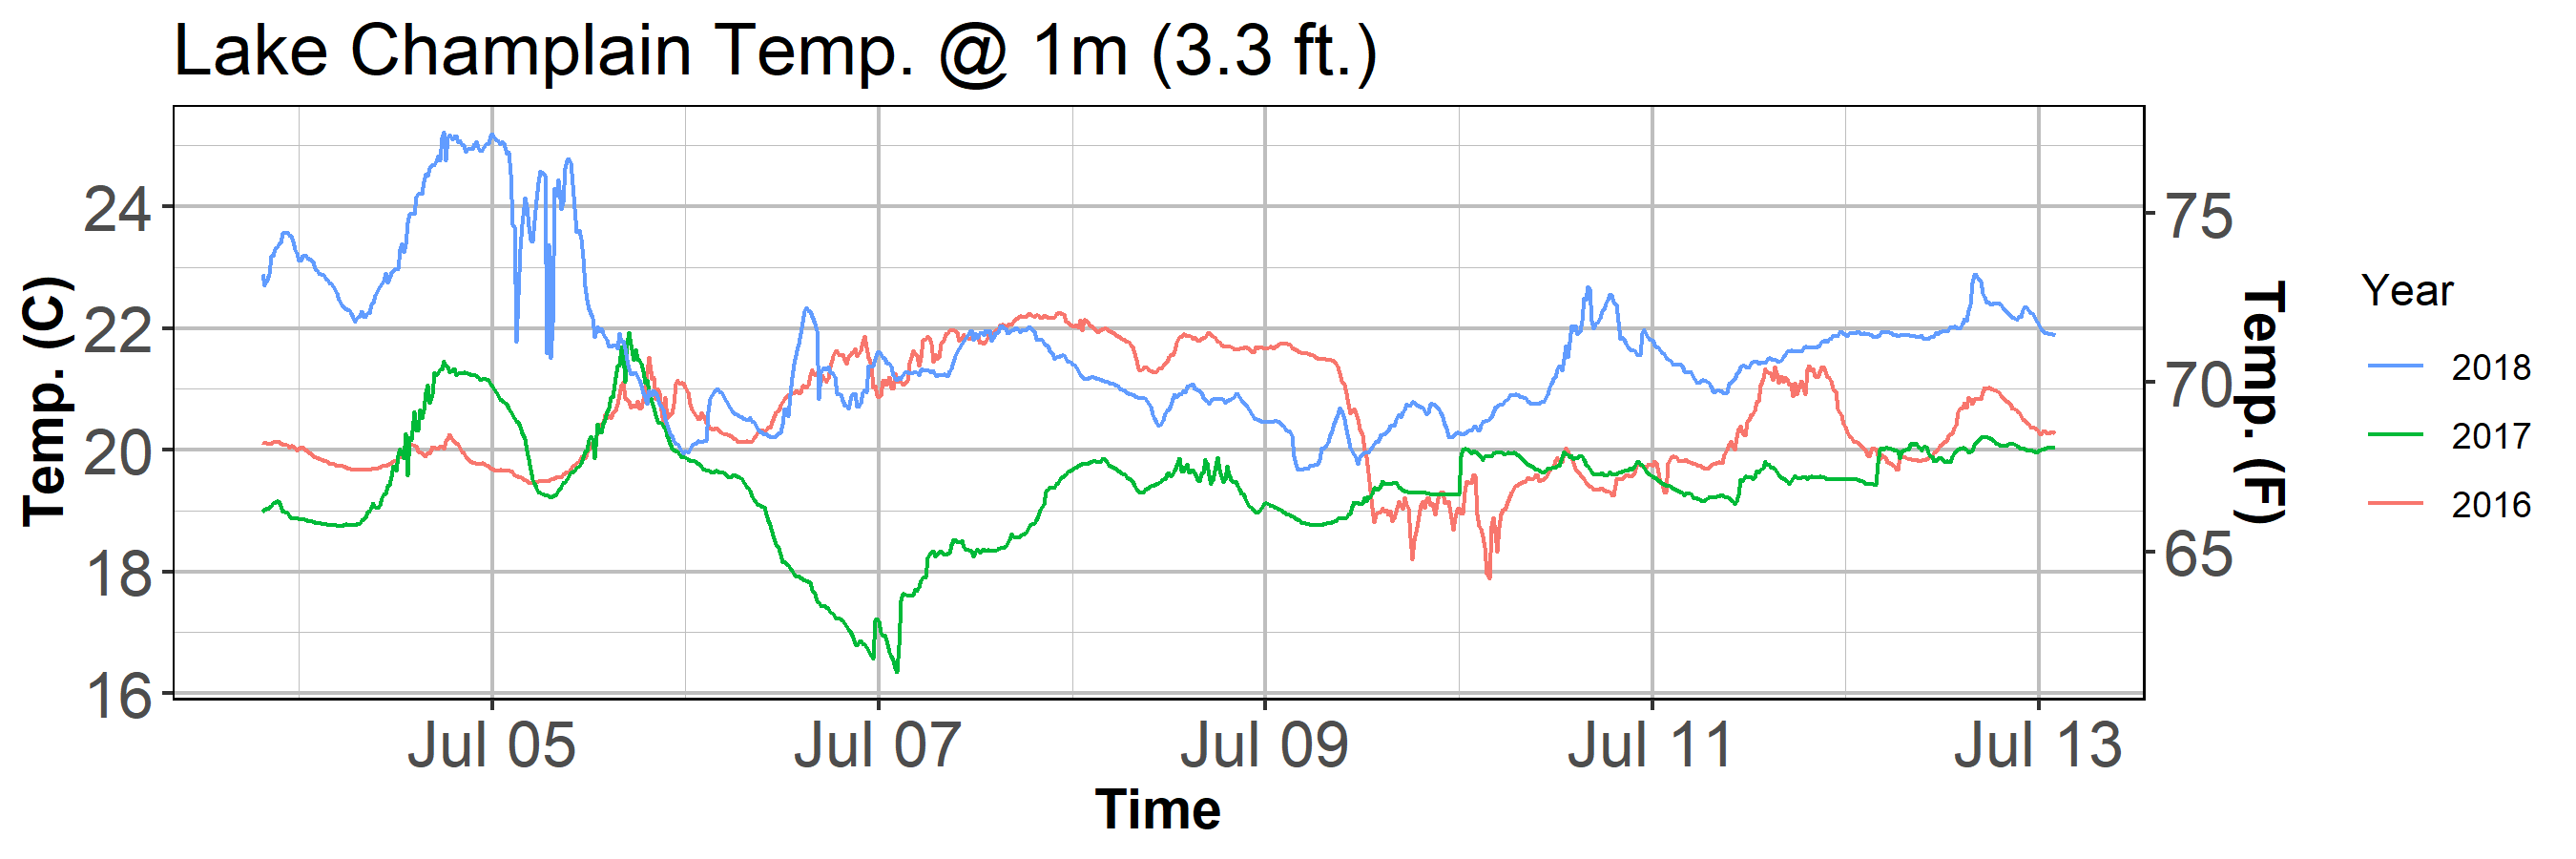 Lake Champlain Temp. @ 1m (3.3 ft.)
Temp. (C)
24
22
20
18
16
75
70
65
Temp. (F)
Jul 05
Jul 07
Jul 09
Jul 11
Jul 13
Time
Year
2018
2017
2016